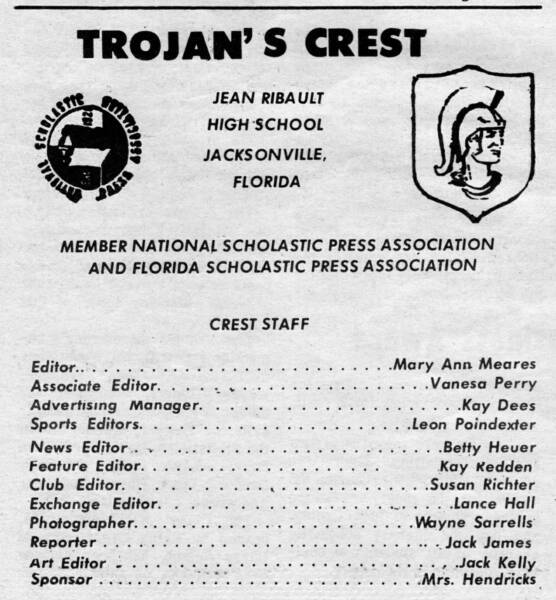 TROJAN'S CREST
JEAN RIBAULT
HIGH SCHOOL
JACKSONVILLE,
FLORIDA
SCHOLASTIC
PRESS
MEMBER NATIONAL SCHOLASTIC PRESS ASSOCIATION
AND FLORIDA SCHOLASTIC PRESS ASSOCIATION
CREST STAFF
Editor. . . . . . . . . . . . . . . . . . . . . . . .Mary Ann Meares
Associate Editor. . . . . . . . . . . . . . . . . . . .Vanesa Perry
Advertising Manager. . . . . . . . . . . . . . . . . . .Kay Dees
Sports Editors. . . . . . . . . . . . . . . . . . . .Leon Poindexter
News Editor . . . . . . . . . . . . . . . . . . . . . Betty Heuer
Feature Editor. . . . . . . . . . . . . . . . . Kay Redden
Club Editor. . . . . . . . . . . . . . . . . . . . . . Susan Richter
Exchange Editor. . . . . . . . . . . . . . . . . . . . .Lance Hall
Photographer. . . . . . . . . . . . . . . . . . . .Wayne Sarrells
Reporter . . . . . . . . . . . . . . . . . . . . . . . Jack James
Art Editor . . . . . . . . . . . . . . . . . . . . . . .Jack Kelly
Sponsor . . . . . . . . . . . . . . . . . . . . . Mrs. Hendricks